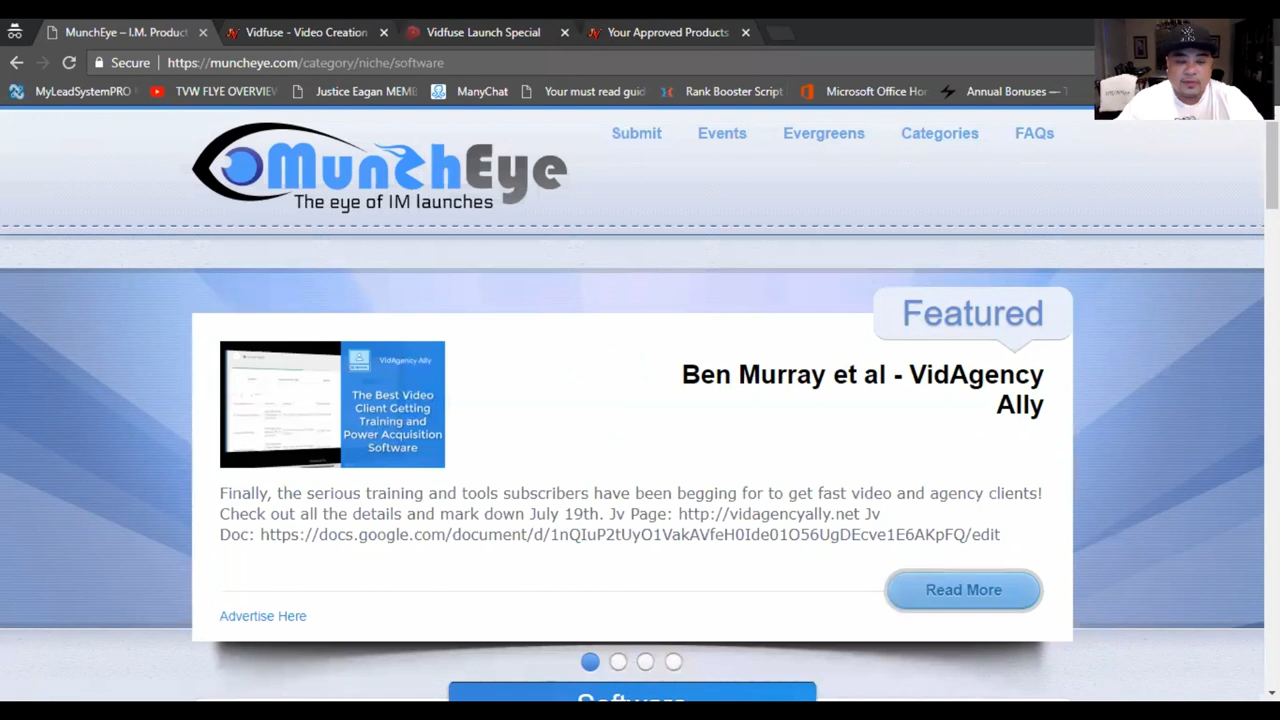 MunchEye – I.M. Product
Vidfuse - Video Creation
Vidfuse Launch Special
Your Approved Products
Secure
https://muncheye.com/category/niche/software
MyLeadSystemPRO
TVW FLYE OVERVIEW
Justice Eagan MEME
ManyChat
Your must read guid
Rank Booster Script
Microsoft Office Hom
Annual Bonuses —
MunchEye
The eye of IM launches
Submit
Events
Evergreens
Categories
FAQs
Featured
VidAgency Ally
The Best Video
Client Getting
Training and
Power Acquisition
Software
Ben Murray et al - VidAgency
Ally
Finally, the serious training and tools subscribers have been begging for to get fast video and agency clients!
Check out all the details and mark down July 19th. Jv Page: http://vidagencyally.net Jv
Doc: https://docs.google.com/document/d/1nQIuP2tUyO1VakAVfeH0Ide01O56UgDEcve1E6AKpFQ/edit
Read More
Advertise Here
Software